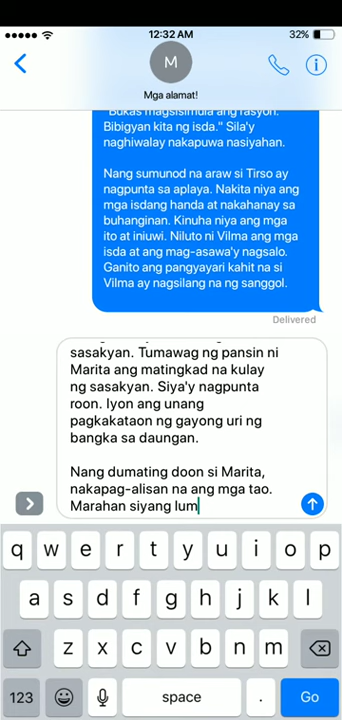 12:32 AM
32%
M
Mga alamat!
"Bukas magsisimula ang rasyon.
Bibigyan kita ng isda." Sila'y
naghiwalay nakapuwa nasiyahan.
Nang sumunod na araw si Tirso ay
nagpunta sa aplaya. Nakita niya ang
mga isdang handa at nakahanay sa
buhanginan. Kinuha niya ang mga
ito at iniuwi. Niluto ni Vilma ang mga
isda at ang mag-asawa'y nagsalo.
Ganito ang pangyayari kahit na si
Vilma ay nagsilang na ng sanggol.
Delivered
sasakyan. Tumawag ng pansin ni
Marita ang matingkad na kulay
ng sasakyan. Siya'y nagpunta
roon. Iyon ang unang
pagkakataon ng gayong uri ng
bangka sa daungan.
Nang dumating doon si Marita,
nakapag-alisan na ang mga tao.
Marahan siyang lum
q w e r t y u i o p
a s d f g h j k l
z x c v b n m
123 space . Go